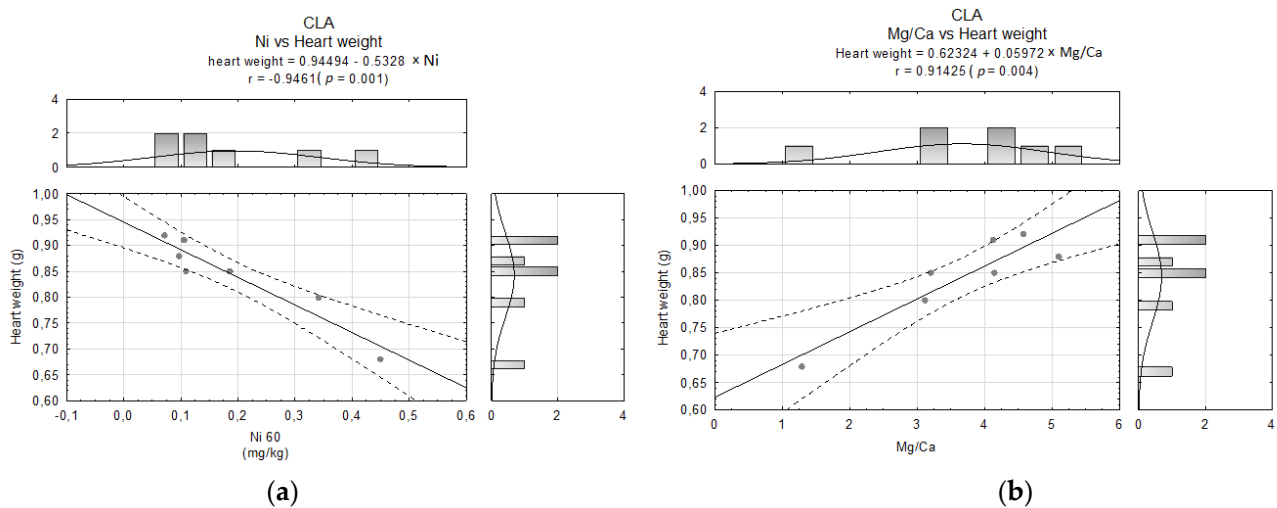 CLA
Ni vs Heart weight
heart weight = 0.94494 - 0.5328 × Ni
r = -0.9461( p = 0.001)
4
2
0
1,00
0,95
0,90
0,85
0,80
0,75
0,70
0,65
0,60
Heart weight (g)
-0,1 0,0 0,1 0,2 0,3 0,4 0,5 0,6
Ni 60
(mg/kg)
0 2 4
(a)
CLA
Mg/Ca vs Heart weight
Heart weight = 0.62324 + 0.05972 × Mg/Ca
r = 0.91425 ( p = 0.004)
4
2
0
1,00
0,95
0,90
0,85
0,80
0,75
0,70
0,65
0,60
Heart weight (g)
0 1 2 3 4 5 6
Mg/Ca
0 2 4
(b)